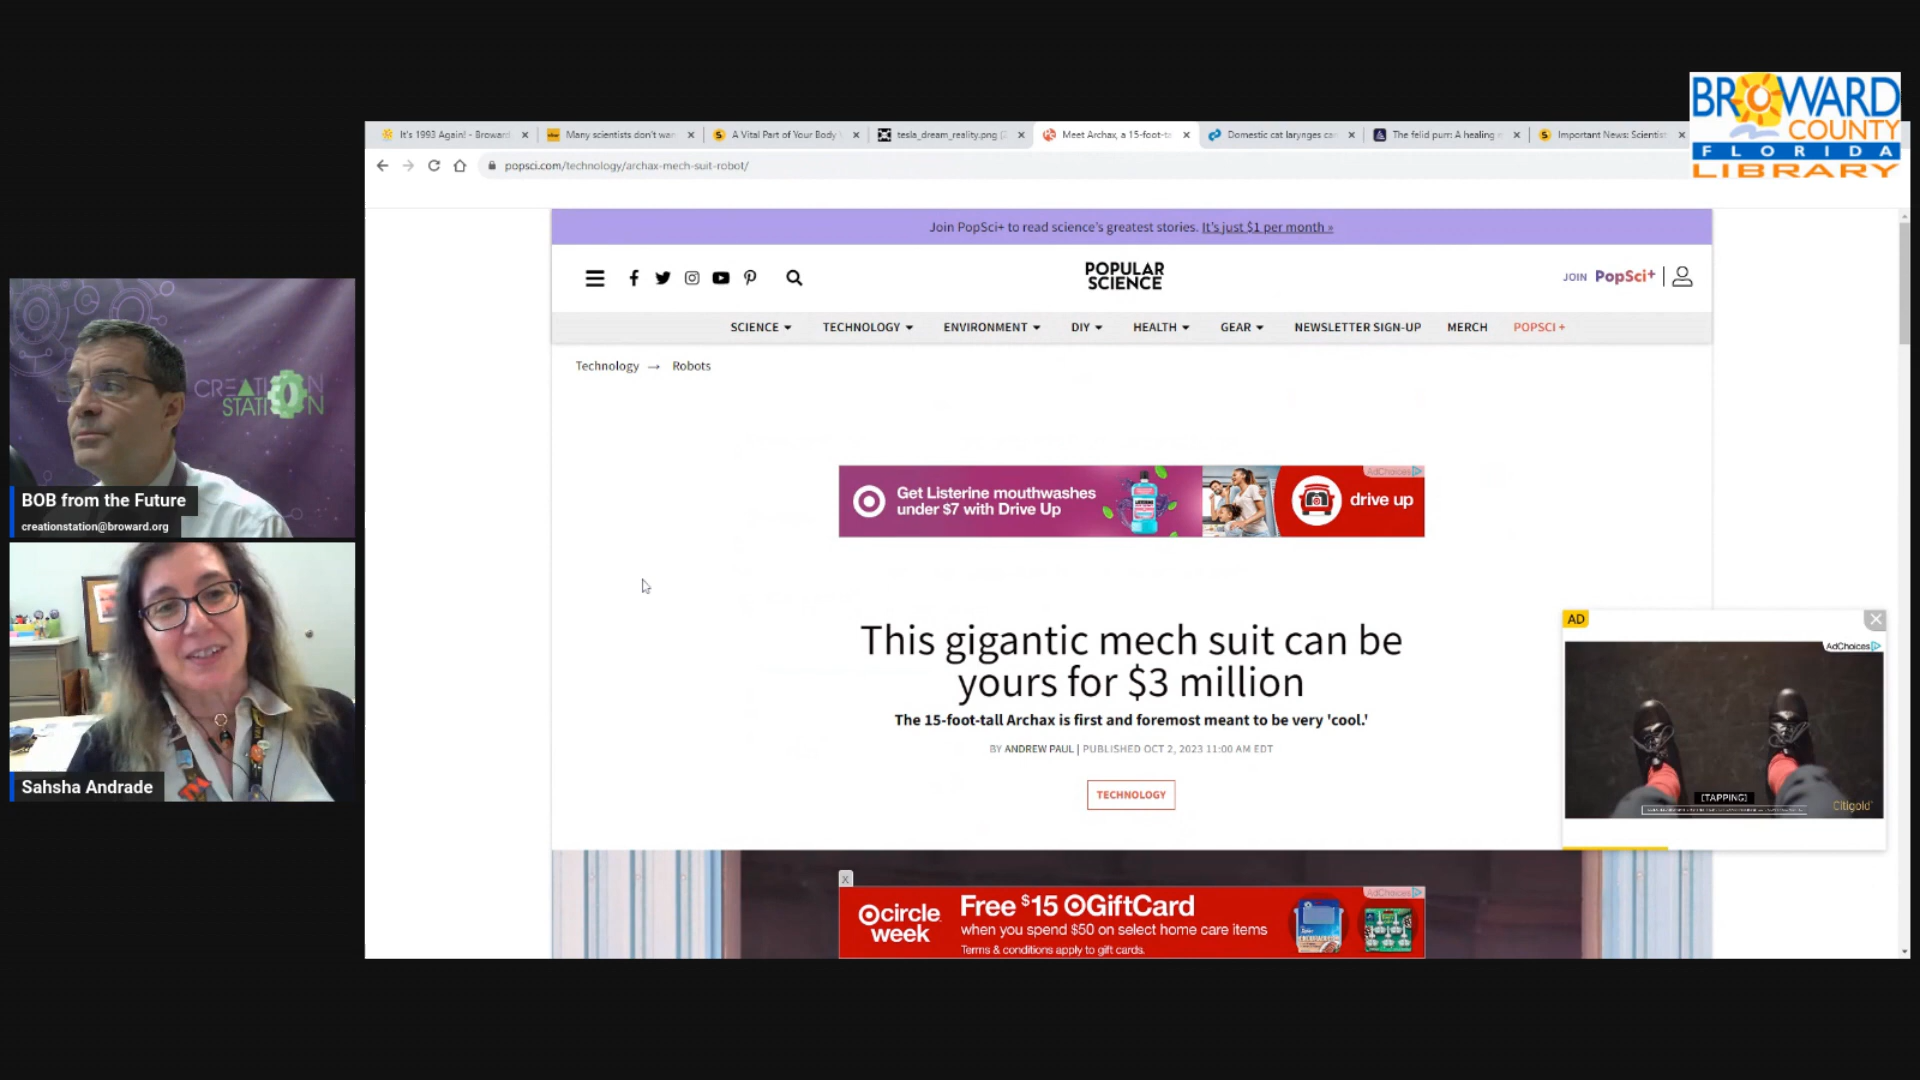 BROWARD
COUNTY
FLORIDA
LIBRARY
It's 1993 Again! - Broward
Many scientists don't wan
A Vital Part of Your Body
tesla_dream_reality.png (
Meet Archax, a 15-foot-ta
Domestic cat larynges ca
The felid purr: A healing
Important News: Scientis
popsci.com/technology/archax-mech-suit-robot/
Join PopSci+ to read science's greatest stories. It's just $1 per month »
POPULAR
SCIENCE
JOIN PopSci+
SCIENCE
TECHNOLOGY
ENVIRONMENT
DIY
HEALTH
GEAR
NEWSLETTER SIGN-UP
MERCH
POPSCI +
Technology → Robots
AdChoices
Get Listerine mouthwashes
under $7 with Drive Up
LISTERINE
drive up
CREATION
STATION
BOB from the Future
creationstation@broward.org
Sahsha Andrade
This gigantic mech suit can be
yours for $3 million
The 15-foot-tall Archax is first and foremost meant to be very 'cool.'
BY ANDREW PAUL | PUBLISHED OCT 2, 2023 11:00 AM EDT
TECHNOLOGY
AD
AdChoices
[TAPPING]
Citigold
X
AdChoices
circle
week
Free $15 GiftCard
when you spend $50 on select home care items
Terms & conditions apply to gift cards.